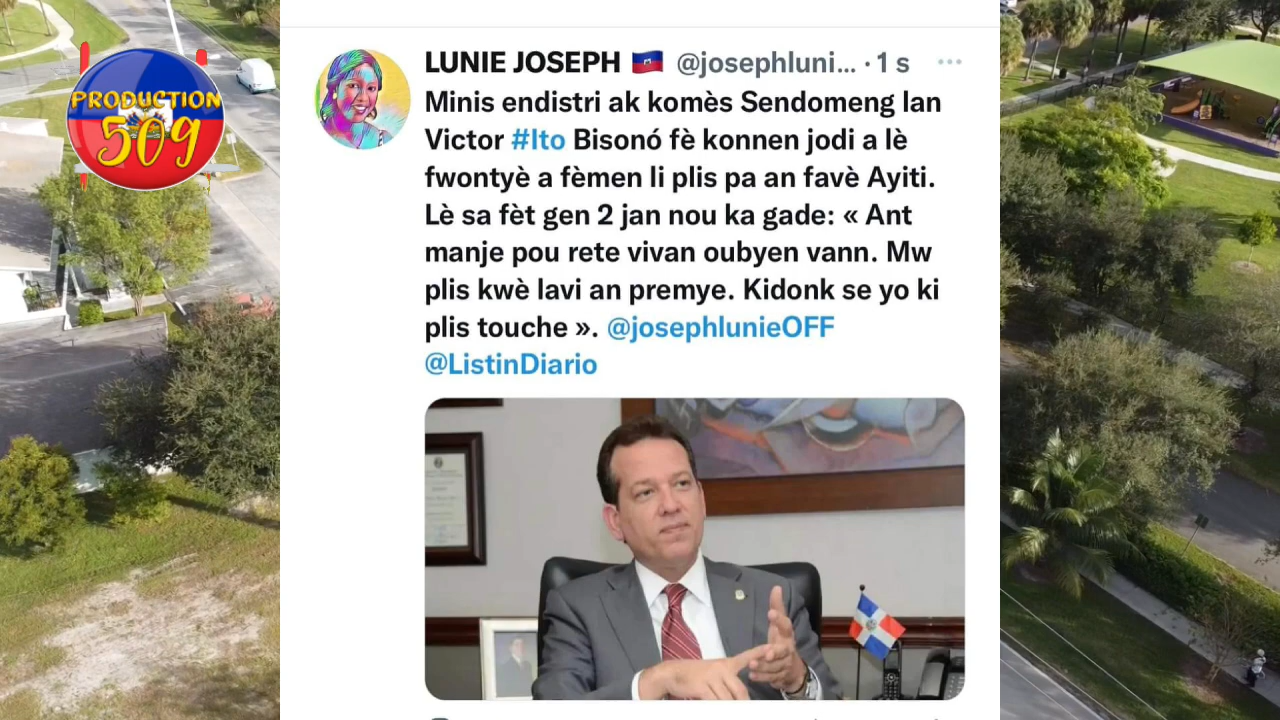 PRODUCTION
509
LUNIE JOSEPH @josephluni... · 1 s ...
Minis endistri ak komès Sendomeng lan
Victor #Ito Bisonó fè konnen jodi a lè
fwontyè a fèmen li plis pa an favè Ayiti.
Lè sa fèt gen 2 jan nou ka gade: « Ant
manje pou rete vivan oubyen vann. Mw
plis kwè lavi an premye. Kidonk se yo ki
plis touche ». @josephlunieOFF
@ListinDiario